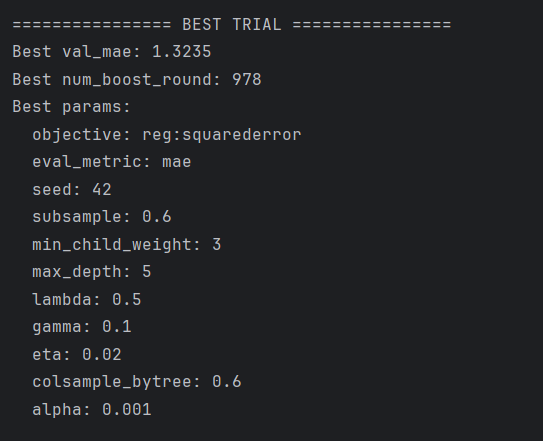 ================ BEST TRIAL ================
Best val_mae: 1.3235
Best num_boost_round: 978
Best params:
  objective: reg:squarederror
  eval_metric: mae
  seed: 42
  subsample: 0.6
  min_child_weight: 3
  max_depth: 5
  lambda: 0.5
  gamma: 0.1
  eta: 0.02
  colsample_bytree: 0.6
  alpha: 0.001